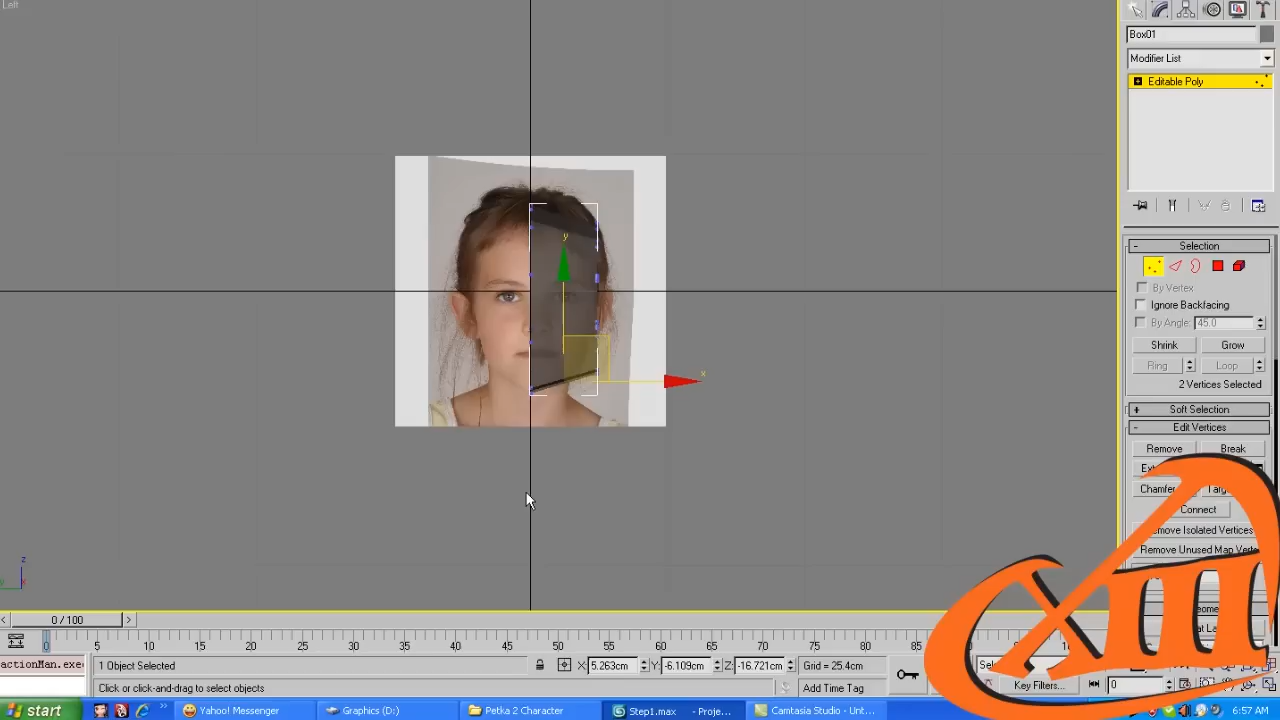 Left
Box01
Modifier List
Editable Poly
Selection
By Vertex
Ignore Backfacing
By Angle: 45.0
Shrink Grow
Ring Loop
2 Vertices Selected
Soft Selection
Edit Vertices
Remove Break
Chamfer
Connect
Remove Unused Map
y
x
z
y
x
0 / 100
0 5 10 15 20 25 30 35 40 45 50 55 60 65 70 75 80
actionMan.exe
1 Object Selected
X: 5.263cm Y: -6.109cm Z: -16.721cm
Grid = 25.4cm
Click or click-and-drag to select objects
Add Time Tag
Key Filters...
0
XIII
start
Yahoo! Messenger
Graphics (D:)
Petka 2 Character
Step1.max - Proje...
Camtasia Studio - Unt...
6:57 AM